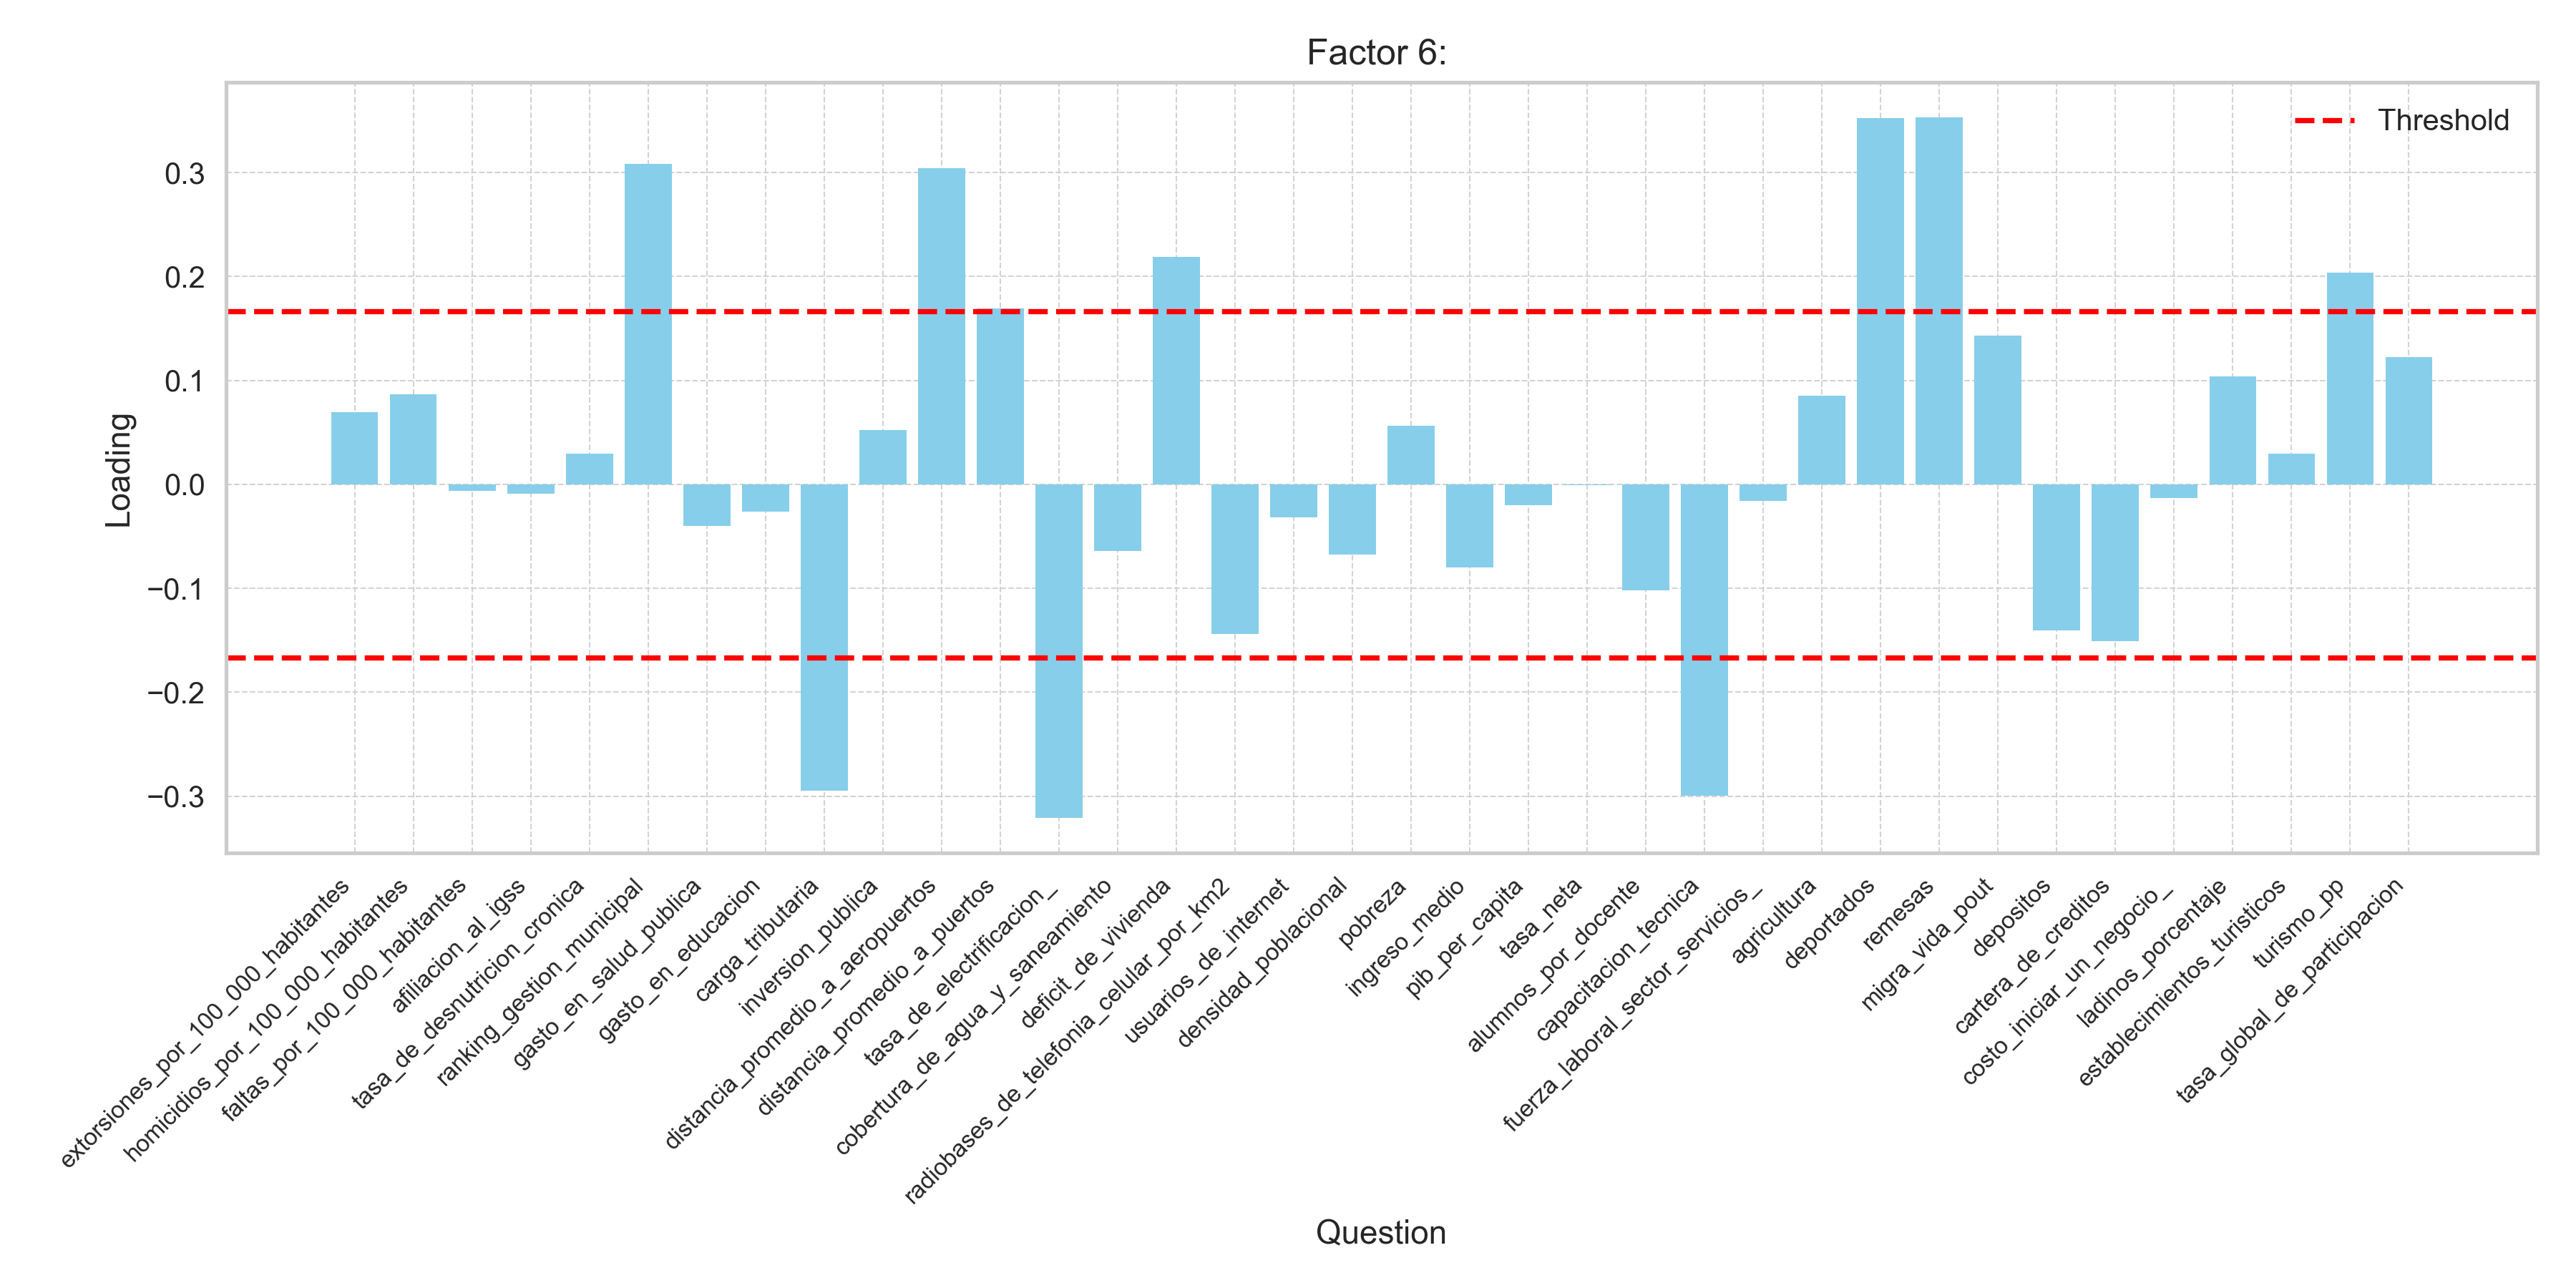 Factor 6:
Threshold
Loading
0.3
0.2
0.1
0.0
−0.1
−0.2
−0.3
extorsiones_por_100_000_habitantes
homicidios_por_100_000_habitantes
faltas_por_100_000_habitantes
afiliacion_al_igss
tasa_de_desnutricion_cronica
ranking_gestion_municipal
gasto_en_salud_publica
gasto_en_educacion
carga_tributaria
inversion_publica
distancia_promedio_a_aeropuertos
distancia_promedio_a_puertos
tasa_de_electrificacion_
cobertura_de_agua_y_saneamiento
deficit_de_vivienda
radiobases_de_telefonia_celular_por_km2
usuarios_de_internet
densidad_poblacional
pobreza
ingreso_medio
pib_per_capita
tasa_neta
alumnos_por_docente
capacitacion_tecnica
fuerza_laboral_sector_servicios_
agricultura
deportados
remesas
migra_vida_pout
depositos
cartera_de_creditos
costo_iniciar_un_negocio_
ladinos_porcentaje
establecimientos_turisticos
turismo_pp
tasa_global_de_participacion
Question